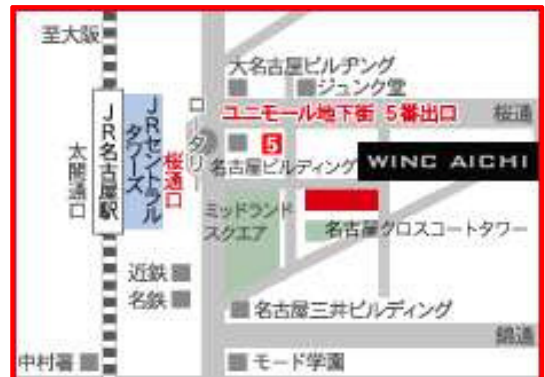 至大阪
大名古屋ビルヂング
ジュンク堂
ユニモール地下街 5番出口
桜通
JR名古屋駅
JRセントラル
タワーズ
ロータリー
太閤通口
桜通口
5
名古屋ビルディング
WINC AICHI
ミッドランド
スクエア
名古屋クロスコートタワー
近鉄
名鉄
名古屋三井ビルディング
錦通
中村署
モード学園